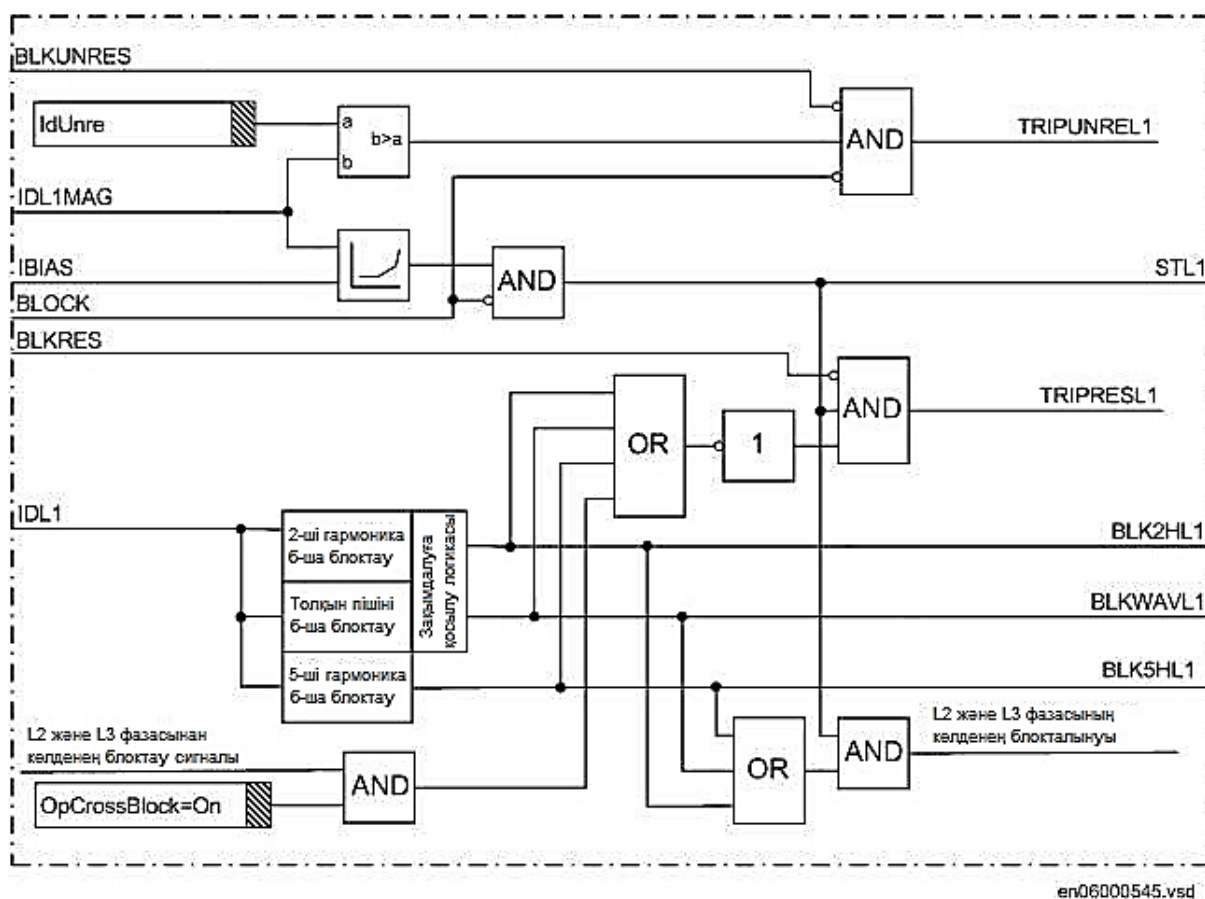 BLKUNRES
IdUnre
a
b>a
b
AND
TRIPUNREL1
IDL1MAG
IBIAS
AND
STL1
BLOCK
BLKRES
OR
1
AND
TRIPRESL1
IDL1
2-ші гармоника
б-ша блоктау
Толқын пішіні
б-ша блоктау
5-ші гармоника
б-ша блоктау
Зақымдалуға
қосылу логикасы
BLK2HL1
BLKWAVL1
BLK5HL1
L2 және L3 фазасынан
көлденең блоктау сигналы
AND
OpCrossBlock=On
OR
AND
L2 және L3 фазасының
көлденең блокталынуы
en06000545.vsd